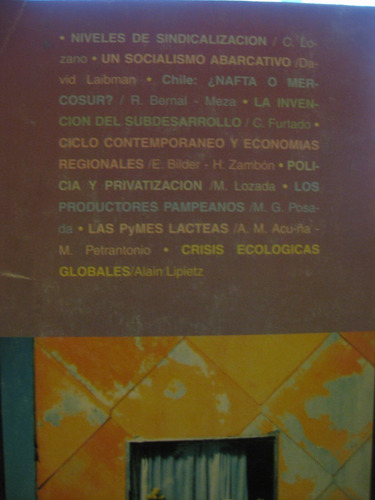 • NIVELES DE SINDICALIZACION / C. Lo-
zano • UN SOCIALISMO ABARCATIVO /Da-
vid Laibman • Chile: ¿NAFTA O MER-
COSUR? / R. Bernal - Meza • LA INVEN-
CION DEL SUBDESARROLLO / C. Furtado •
CICLO CONTEMPORANEO Y ECONOMIAS
REGIONALES /E. Bilder - H. Zambón • POLI-
CIA Y PRIVATIZACION /M. Lozada • LOS
PRODUCTORES PAMPEANOS /M. G. Posa-
da • LAS PyMES LACTEAS /A. M. Acu-ña -
M. Petrantonio • CRISIS ECOLOGICAS
GLOBALES/Alain Lipietz